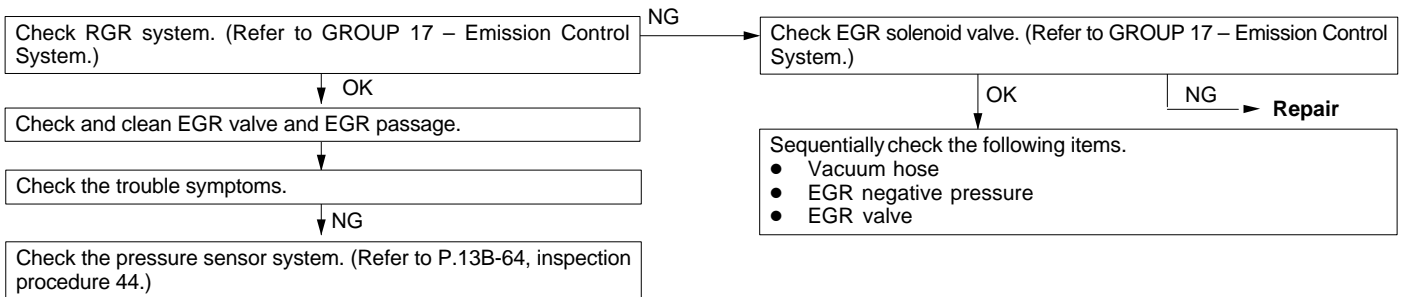 Check RGR system. (Refer to GROUP 17 – Emission Control
System.)
NG
Check EGR solenoid valve. (Refer to GROUP 17 – Emission Control
System.)
OK
Check and clean EGR valve and EGR passage.
Check the trouble symptoms.
NG
Check the pressure sensor system. (Refer to P.13B-64, inspection
procedure 44.)
OK
NG
Repair
Sequentially check the following items.
● Vacuum hose
● EGR negative pressure
● EGR valve